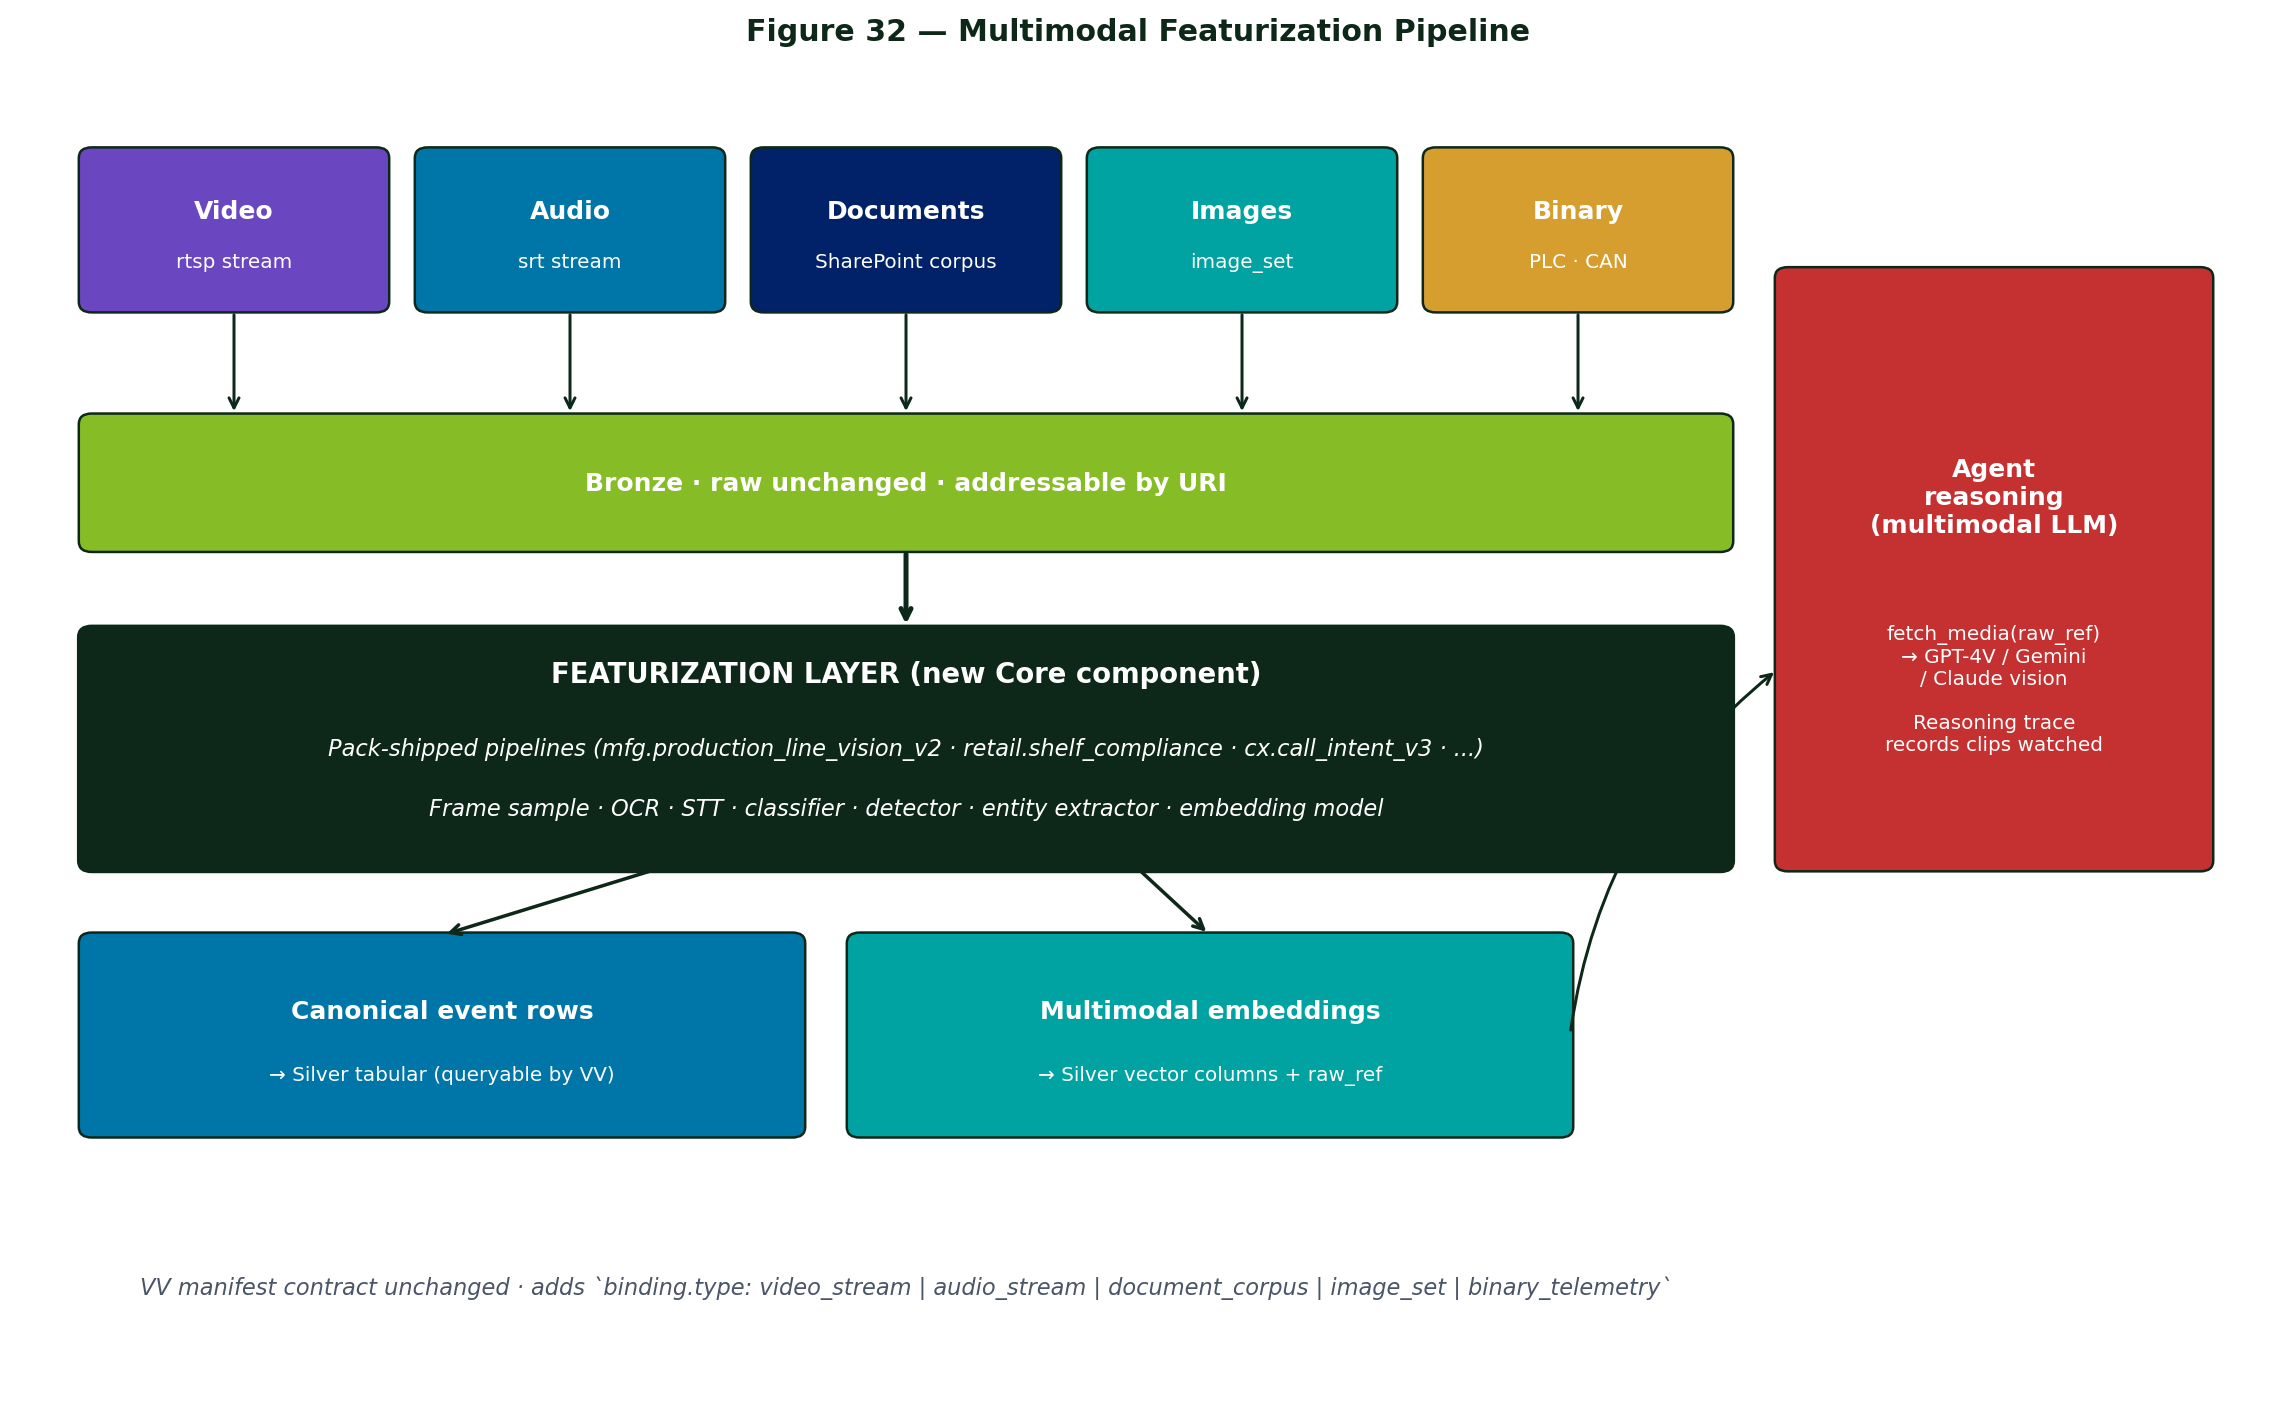 Figure 32 — Multimodal Featurization Pipeline
Video
rtsp stream
Audio
srt stream
Documents
SharePoint corpus
Images
image_set
Binary
PLC · CAN
Bronze · raw unchanged · addressable by URI
FEATURIZATION LAYER (new Core component)
Pack-shipped pipelines (mfg.production_line_vision_v2 · retail.shelf_compliance · cx.call_intent_v3 · ...)
Frame sample · OCR · STT · classifier · detector · entity extractor · embedding model
Agent
reasoning
(multimodal LLM)
fetch_media(raw_ref)
→ GPT-4V / Gemini
/ Claude vision
Reasoning trace
records clips watched
Canonical event rows
→ Silver tabular (queryable by VV)
Multimodal embeddings
→ Silver vector columns + raw_ref
VV manifest contract unchanged · adds `binding.type: video_stream | audio_stream | document_corpus | image_set | binary_telemetry`